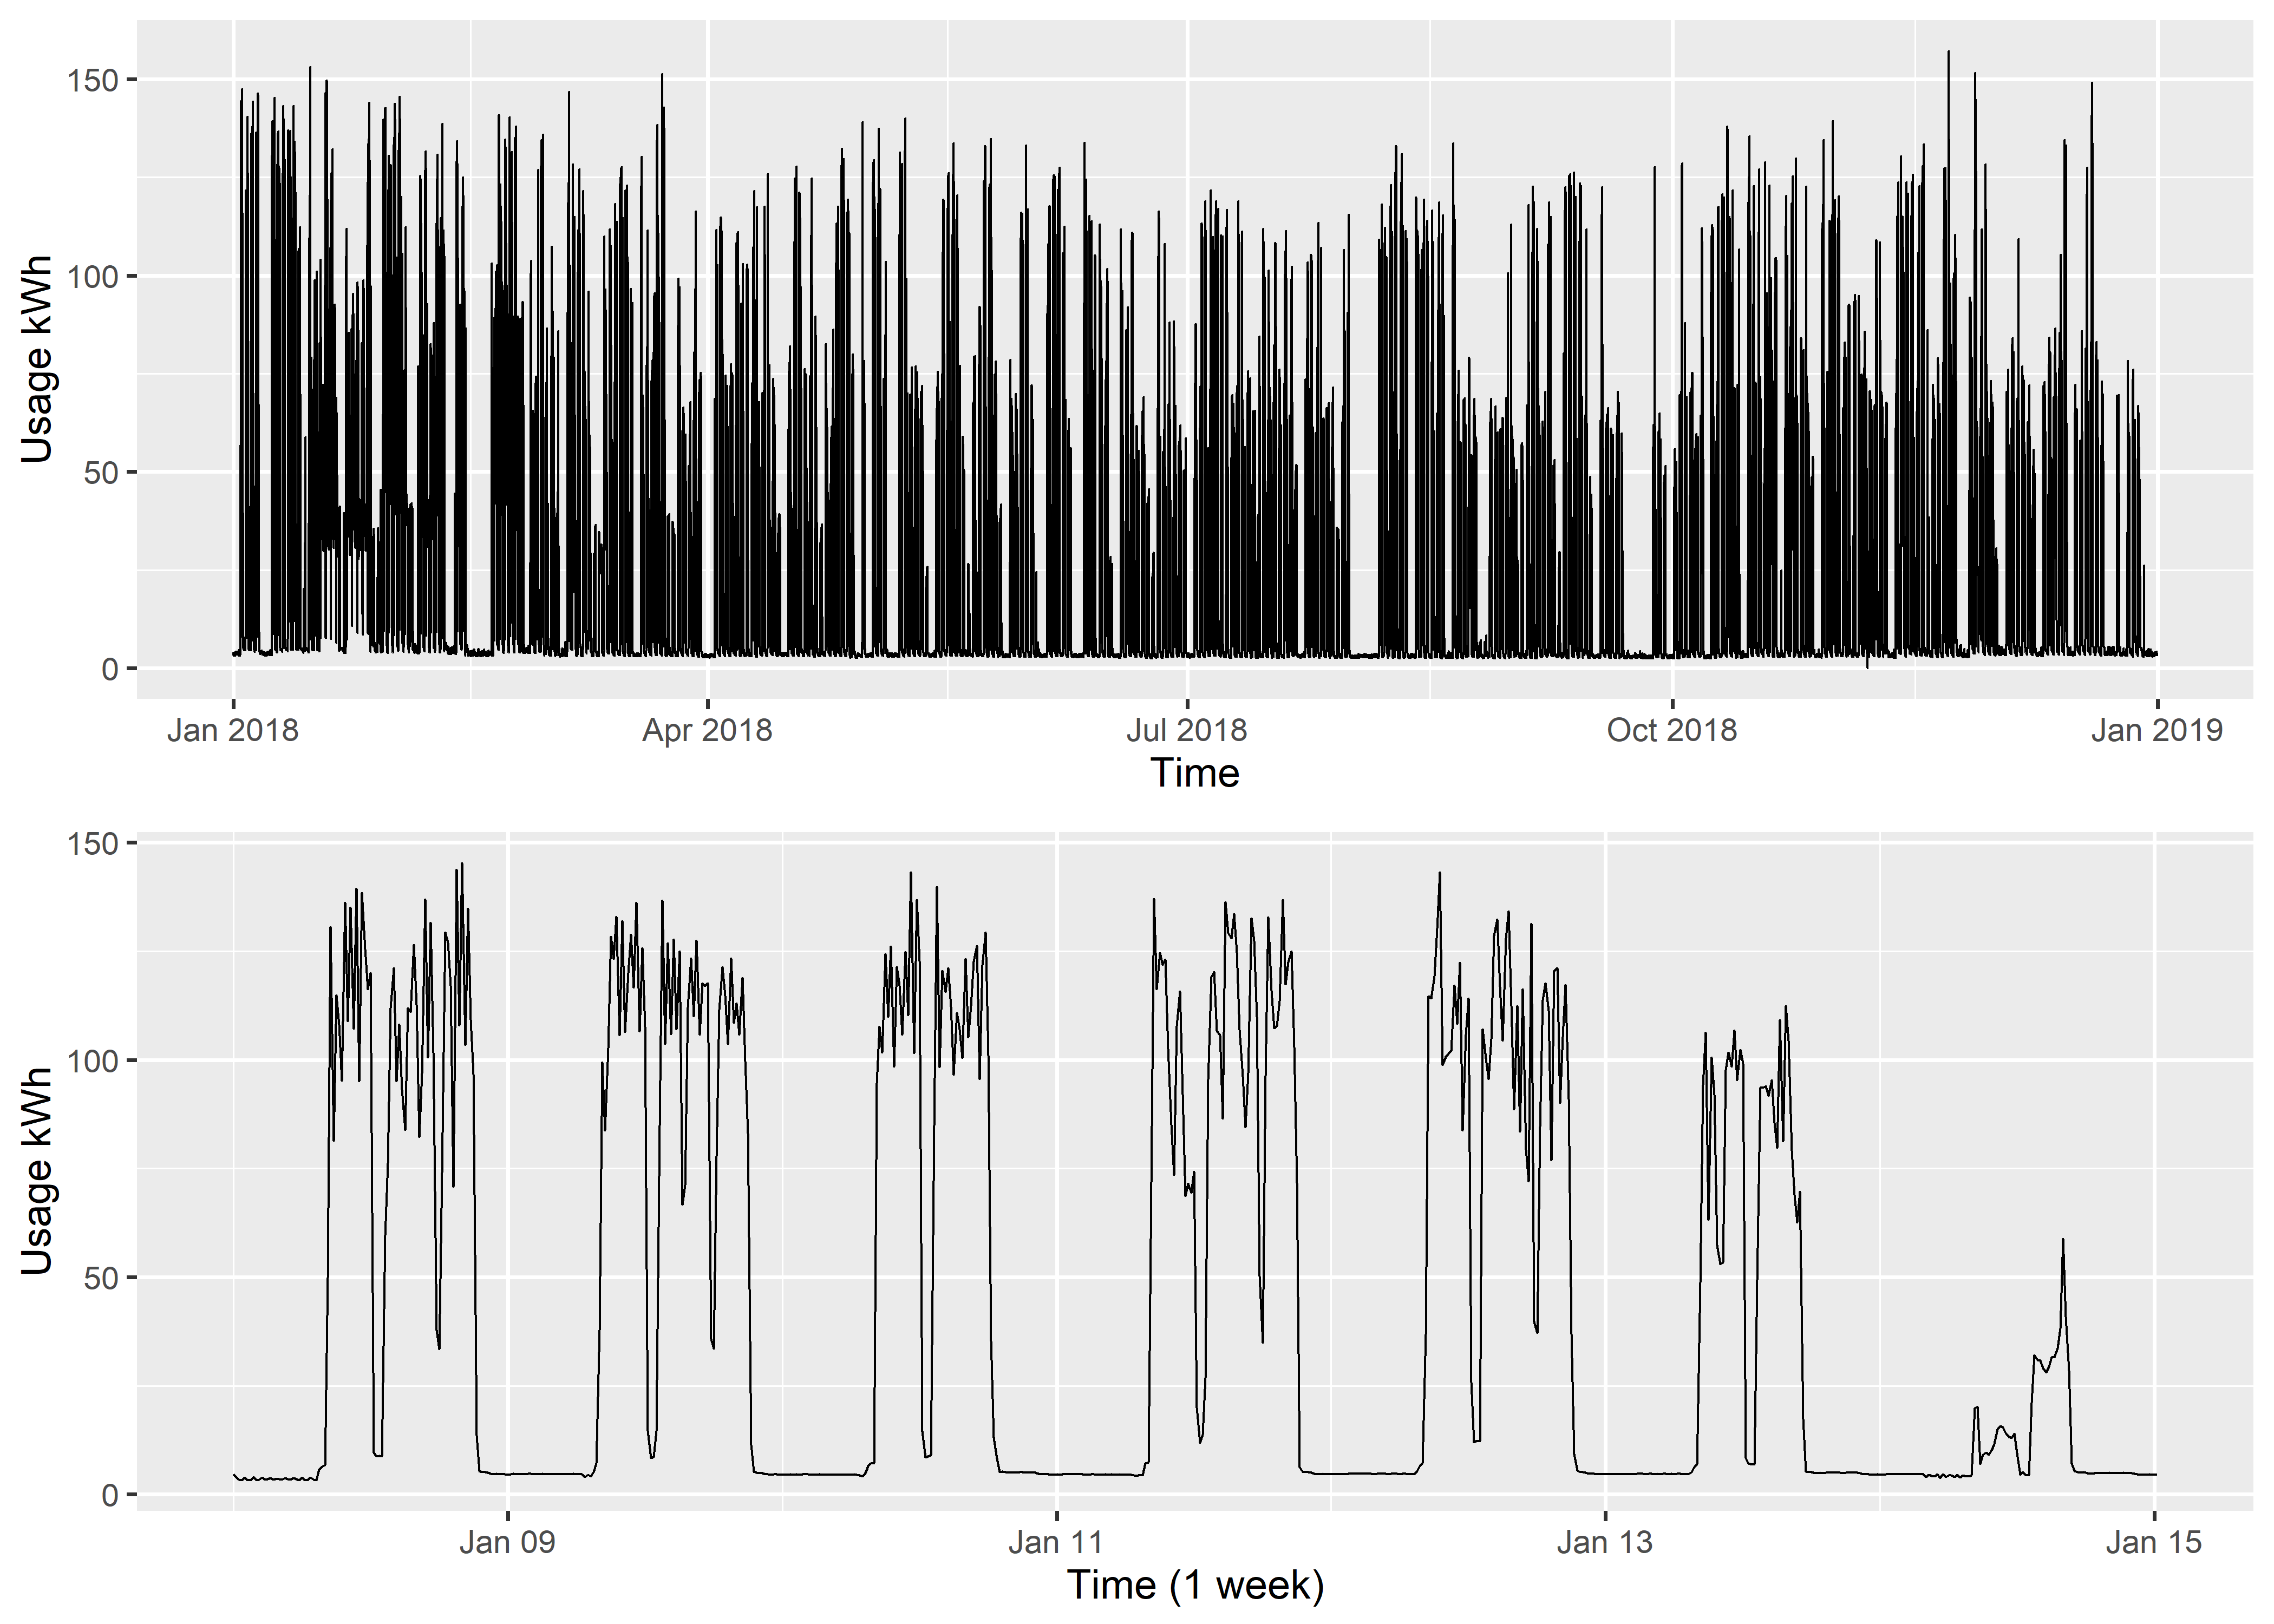 Usage kWh
150
100
50
0
Jan 2018 Apr 2018 Jul 2018 Oct 2018 Jan 2019
Time
Usage kWh
150
100
50
0
Jan 09 Jan 11 Jan 13 Jan 15
Time (1 week)